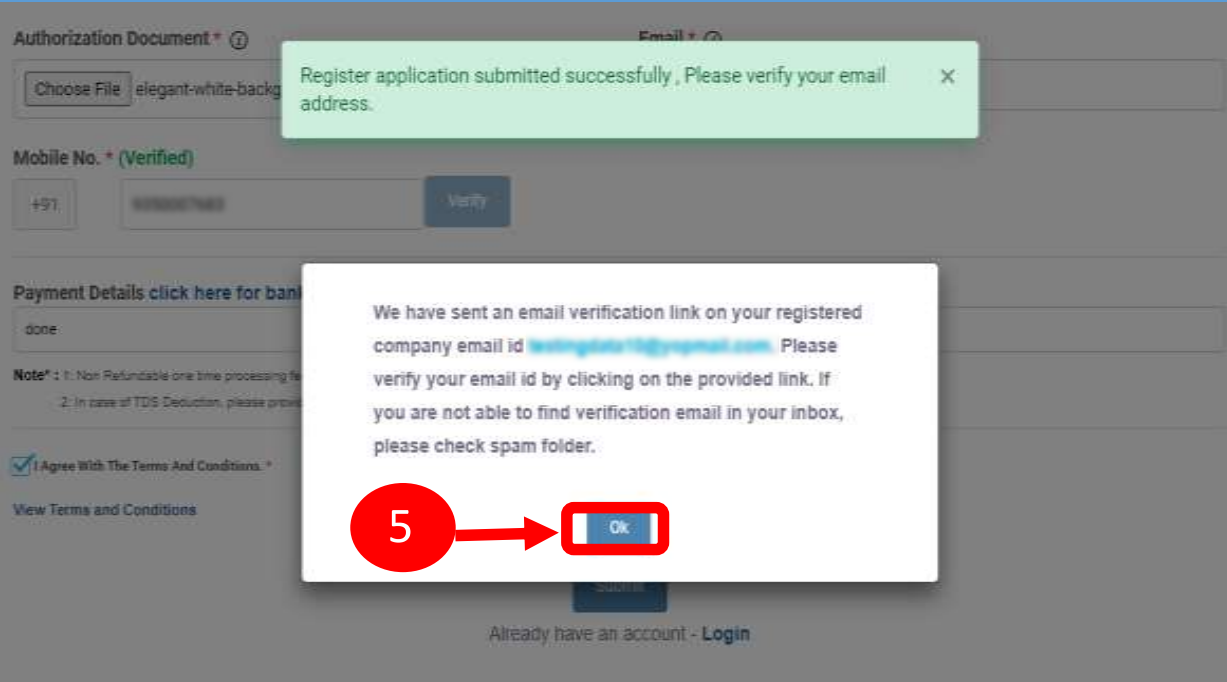 Authorization Document * 
Email *
Register application submitted successfully , Please verify your email
address.
×
Choose File elegant-white-backg
Mobile No. * (Verified)
+91
Verify
Payment Details click here for bank
done
We have sent an email verification link on your registered
company email id Please
verify your email id by clicking on the provided link. If
you are not able to find verification email in your inbox,
please check spam folder.
Note* : 1: Non Refundable one time processing fe
2: In case of TDS Deduction, please provid
I Agree With The Terms And Conditions. *
View Terms and Conditions
5
Ok
Submit
Already have an account - Login